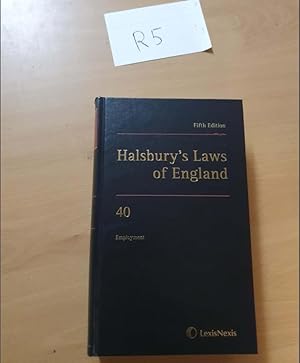 R5
Fifth Edition
Halsbury's Laws
of England
40
Employment
LexisNexis